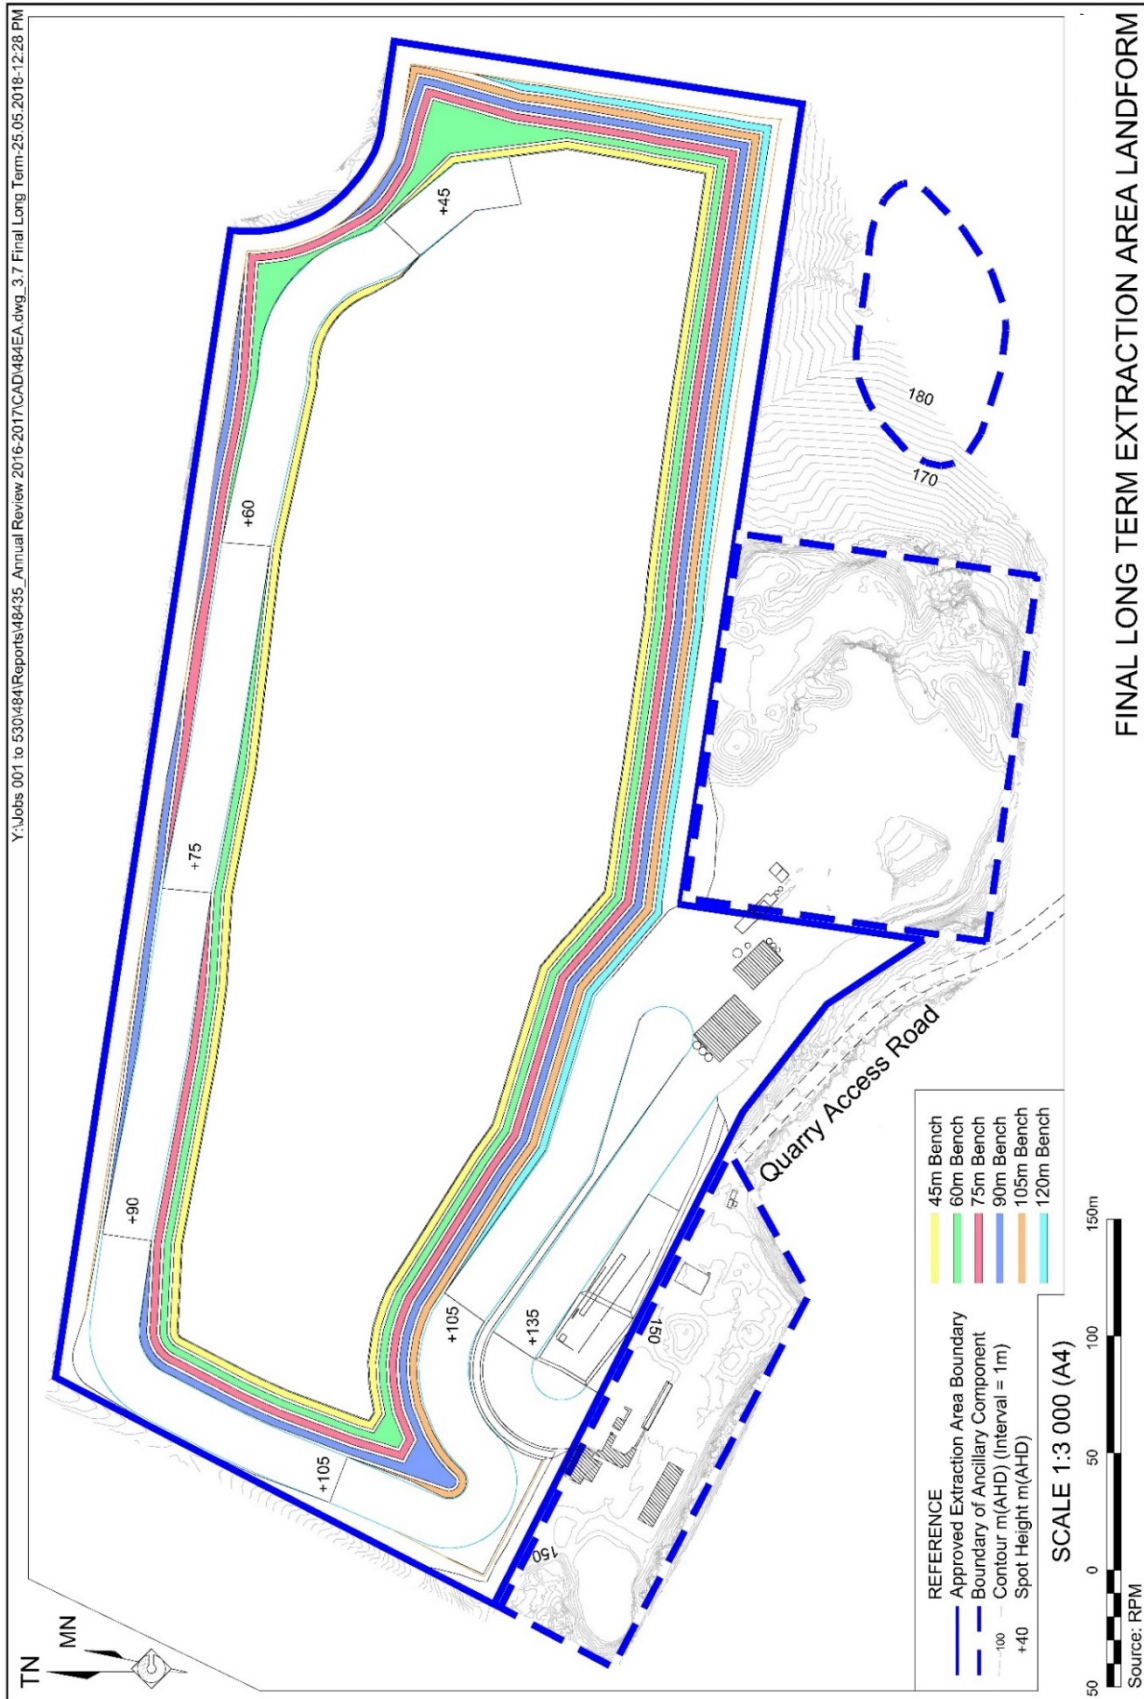 Y:\Jobs 001 to 530\484\Reports\48435_Annual Review 2016-2017\CAD\484EA.dwg_3.7 Final Long Term-25.05.2018-12:28 PM
TN
MN
+105
+90
+75
+60
+45
+105
+135
150
150
170
180
Quarry Access Road
REFERENCE
Approved Extraction Area Boundary
Boundary of Ancillary Component
100 Contour m(AHD) (Interval = 1m)
+40 Spot Height m(AHD)
45m Bench
60m Bench
75m Bench
90m Bench
105m Bench
120m Bench
SCALE 1:3 000 (A4)
50 0 50 100 150m
Source: RPM
FINAL LONG TERM EXTRACTION AREA LANDFORM